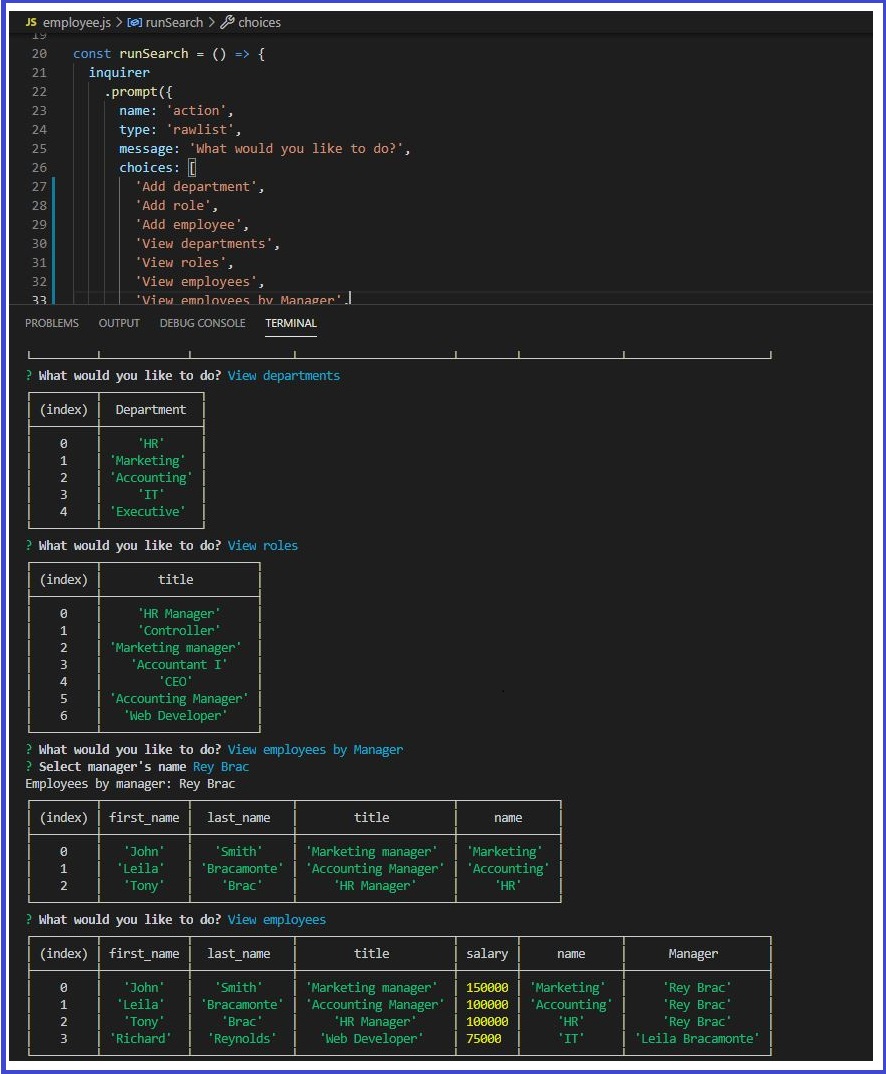 JS employee.js > runSearch > choices
19
20 const runSearch = () => {
21 inquirer
22 .prompt({
23 name: 'action',
24 type: 'rawlist',
25 message: 'What would you like to do?',
26 choices: [
27 'Add department',
28 'Add role',
29 'Add employee',
30 'View departments',
31 'View roles',
32 'View employees',
33 'View employees by Manager',
PROBLEMS OUTPUT DEBUG CONSOLE TERMINAL
? What would you like to do? View departments
(index) Department
0 'HR'
1 'Marketing'
2 'Accounting'
3 'IT'
4 'Executive'
? What would you like to do? View roles
(index) title
0 'HR Manager'
1 'Controller'
2 'Marketing manager'
3 'Accountant I'
4 'CEO'
5 'Accounting Manager'
6 'Web Developer'
? What would you like to do? View employees by Manager
? Select manager's name Rey Brac
Employees by manager: Rey Brac
(index) first_name last_name title name
0 'John' 'Smith' 'Marketing manager' 'Marketing'
1 'Leila' 'Bracamonte' 'Accounting Manager' 'Accounting'
2 'Tony' 'Brac' 'HR Manager' 'HR'
? What would you like to do? View employees
(index) first_name last_name title salary name Manager
0 'John' 'Smith' 'Marketing manager' 150000 'Marketing' 'Rey Brac'
1 'Leila' 'Bracamonte' 'Accounting Manager' 100000 'Accounting' 'Rey Brac'
2 'Tony' 'Brac' 'HR Manager' 100000 'HR' 'Rey Brac'
3 'Richard' 'Reynolds' 'Web Developer' 75000 'IT' 'Leila Bracamonte'